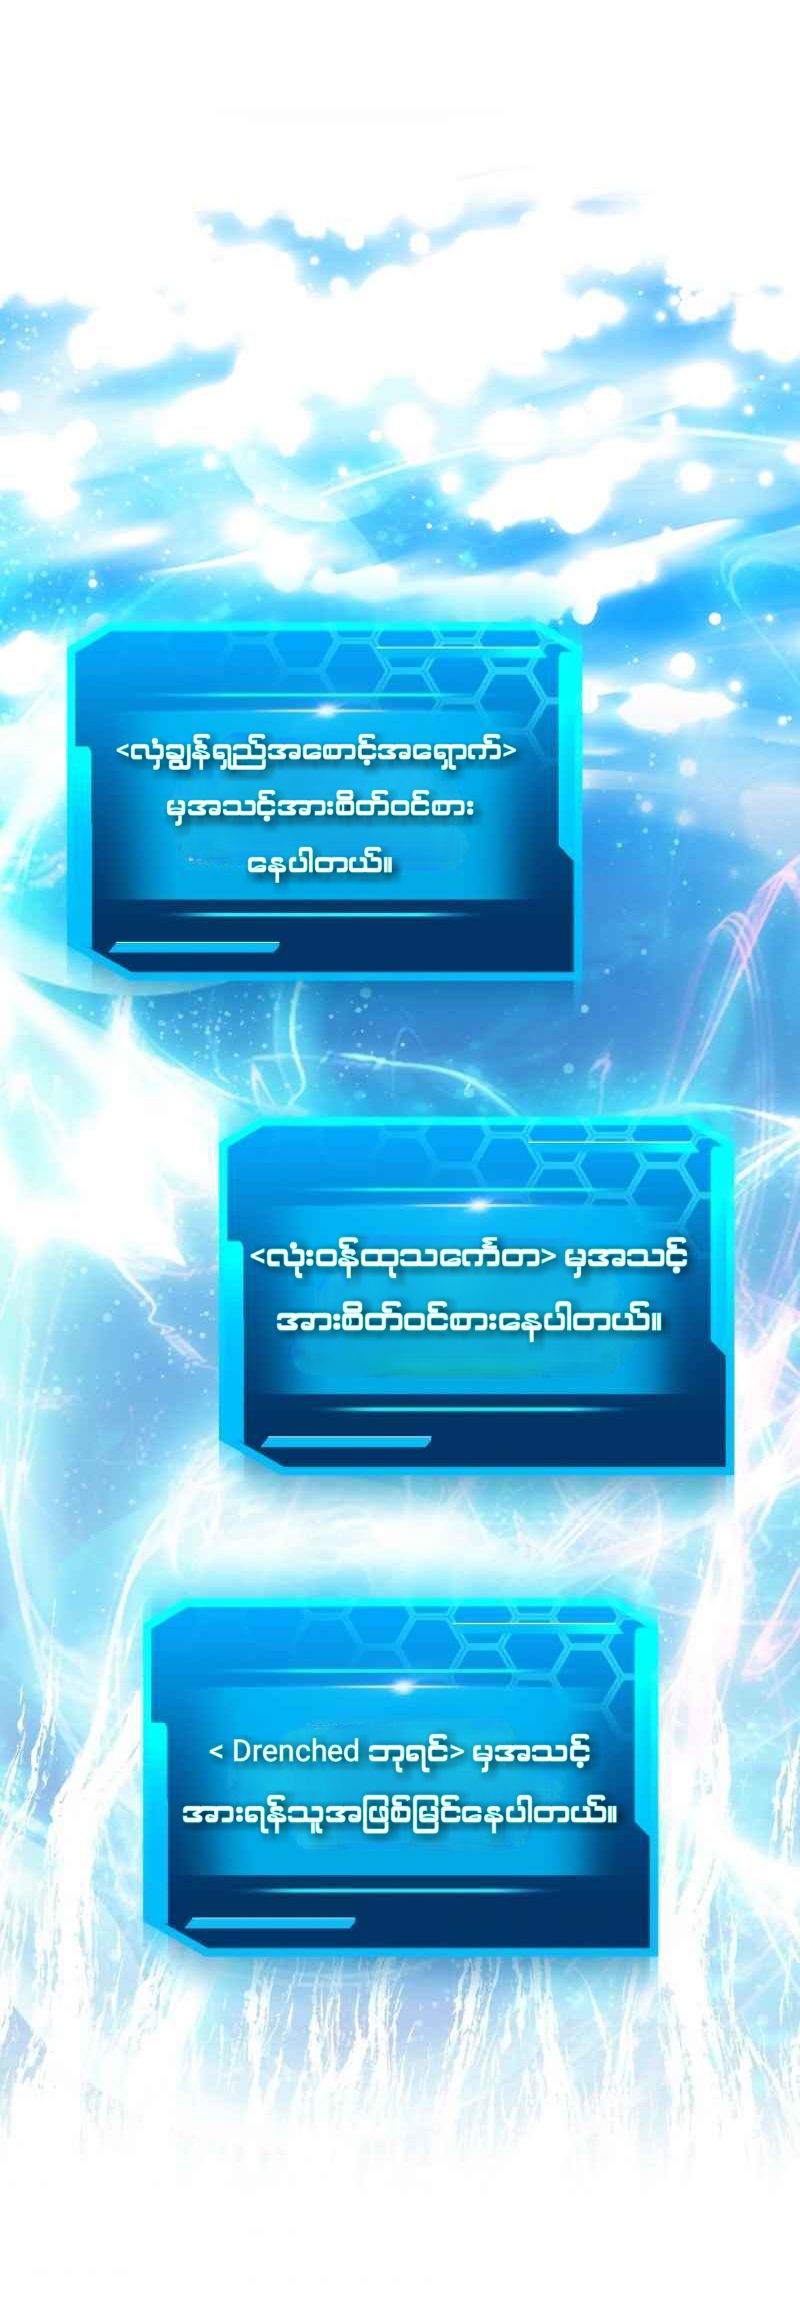 <လှံချွန်ရှည်အစောင့်အရှောက်>
မှအသင့်အားစိတ်ဝင်စား
နေပါတယ်။
<လုံးဝန်ထုသင်္ကေတ> မှအသင့်
အားစိတ်ဝင်စားနေပါတယ်။
< Drenched ဘုရင်> မှအသင့်
အားရန်သူအဖြစ်မြင်နေပါတယ်။